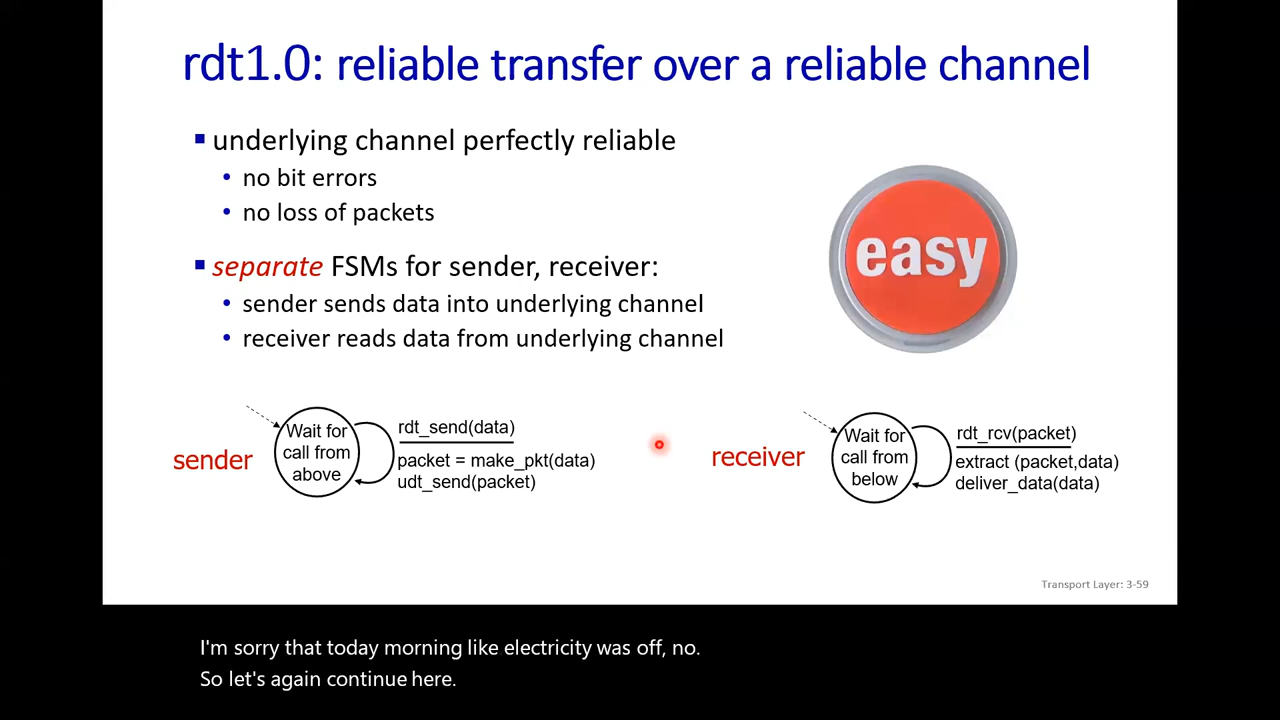 rdt1.0: reliable transfer over a reliable channel
▪ underlying channel perfectly reliable
• no bit errors
• no loss of packets
▪ separate FSMs for sender, receiver:
• sender sends data into underlying channel
• receiver reads data from underlying channel
easy
sender
Wait for
call from
above
rdt_send(data)
packet = make_pkt(data)
udt_send(packet)
receiver
Wait for
call from
below
rdt_rcv(packet)
extract (packet,data)
deliver_data(data)
Transport Layer: 3-59
I'm sorry that today morning like electricity was off, no.
So let's again continue here.